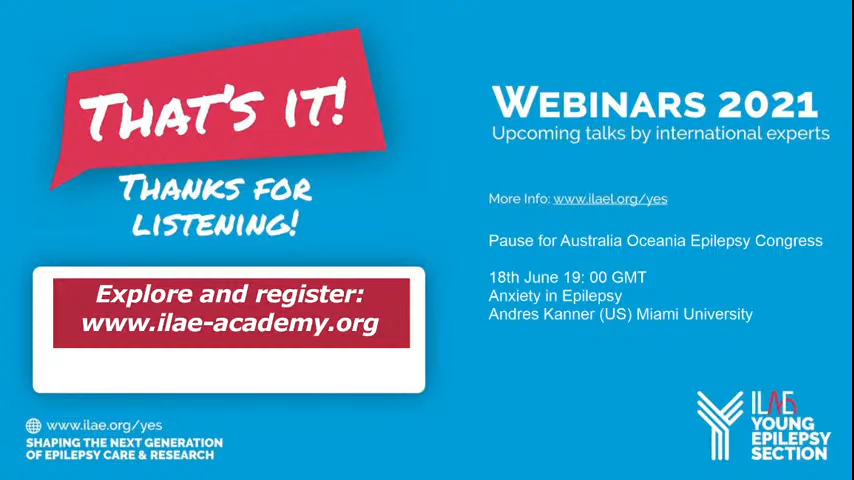 THAT'S IT!
THANKS FOR
LISTENING!
Explore and register:
www.ilae-academy.org
www.ilae.org/yes
SHAPING THE NEXT GENERATION
OF EPILEPSY CARE & RESEARCH
WEBINARS 2021
Upcoming talks by international experts
More Info: www.ilael.org/yes
Pause for Australia Oceania Epilepsy Congress
18th June 19: 00 GMT
Anxiety in Epilepsy
Andres Kanner (US) Miami University
ILAE
YOUNG
EPILEPSY
SECTION